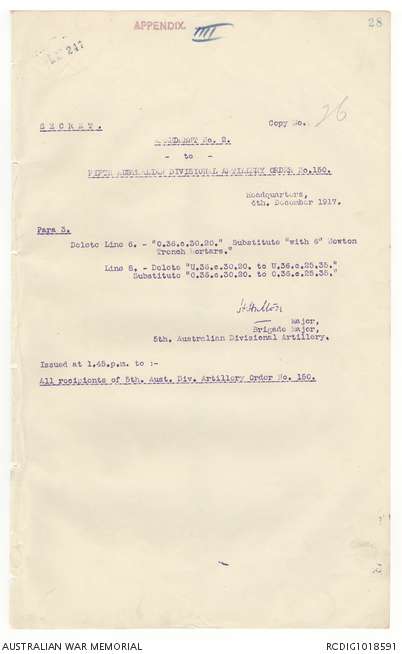 APPENDIX. IIII
28
247
SECRET.
Copy No. 26
AMENDMENT No. 2.
- to -
FIFTH AUSTRALIAN DIVISIONAL ARTILLERY ORDER No.150.
Headquarters,
6th. December 1917.
Para 3.
Delete Line 6. - "O.36.c.30.20." Substitute "with 6" Newton
Trench Mortars."
Line 8. - Delete "U.36.c.30.20. to U.36.c.25.35."
Substitute "O.36.c.30.20. to O.36.c.25.35."
Major,
Brigade Major,
5th. Australian Divisional Artillery.
Issued at 1.45.p.m. to :-
All recipients of 5th. Aust. Div. Artillery Order No. 150.
AUSTRALIAN WAR MEMORIAL
RCDIG1018591